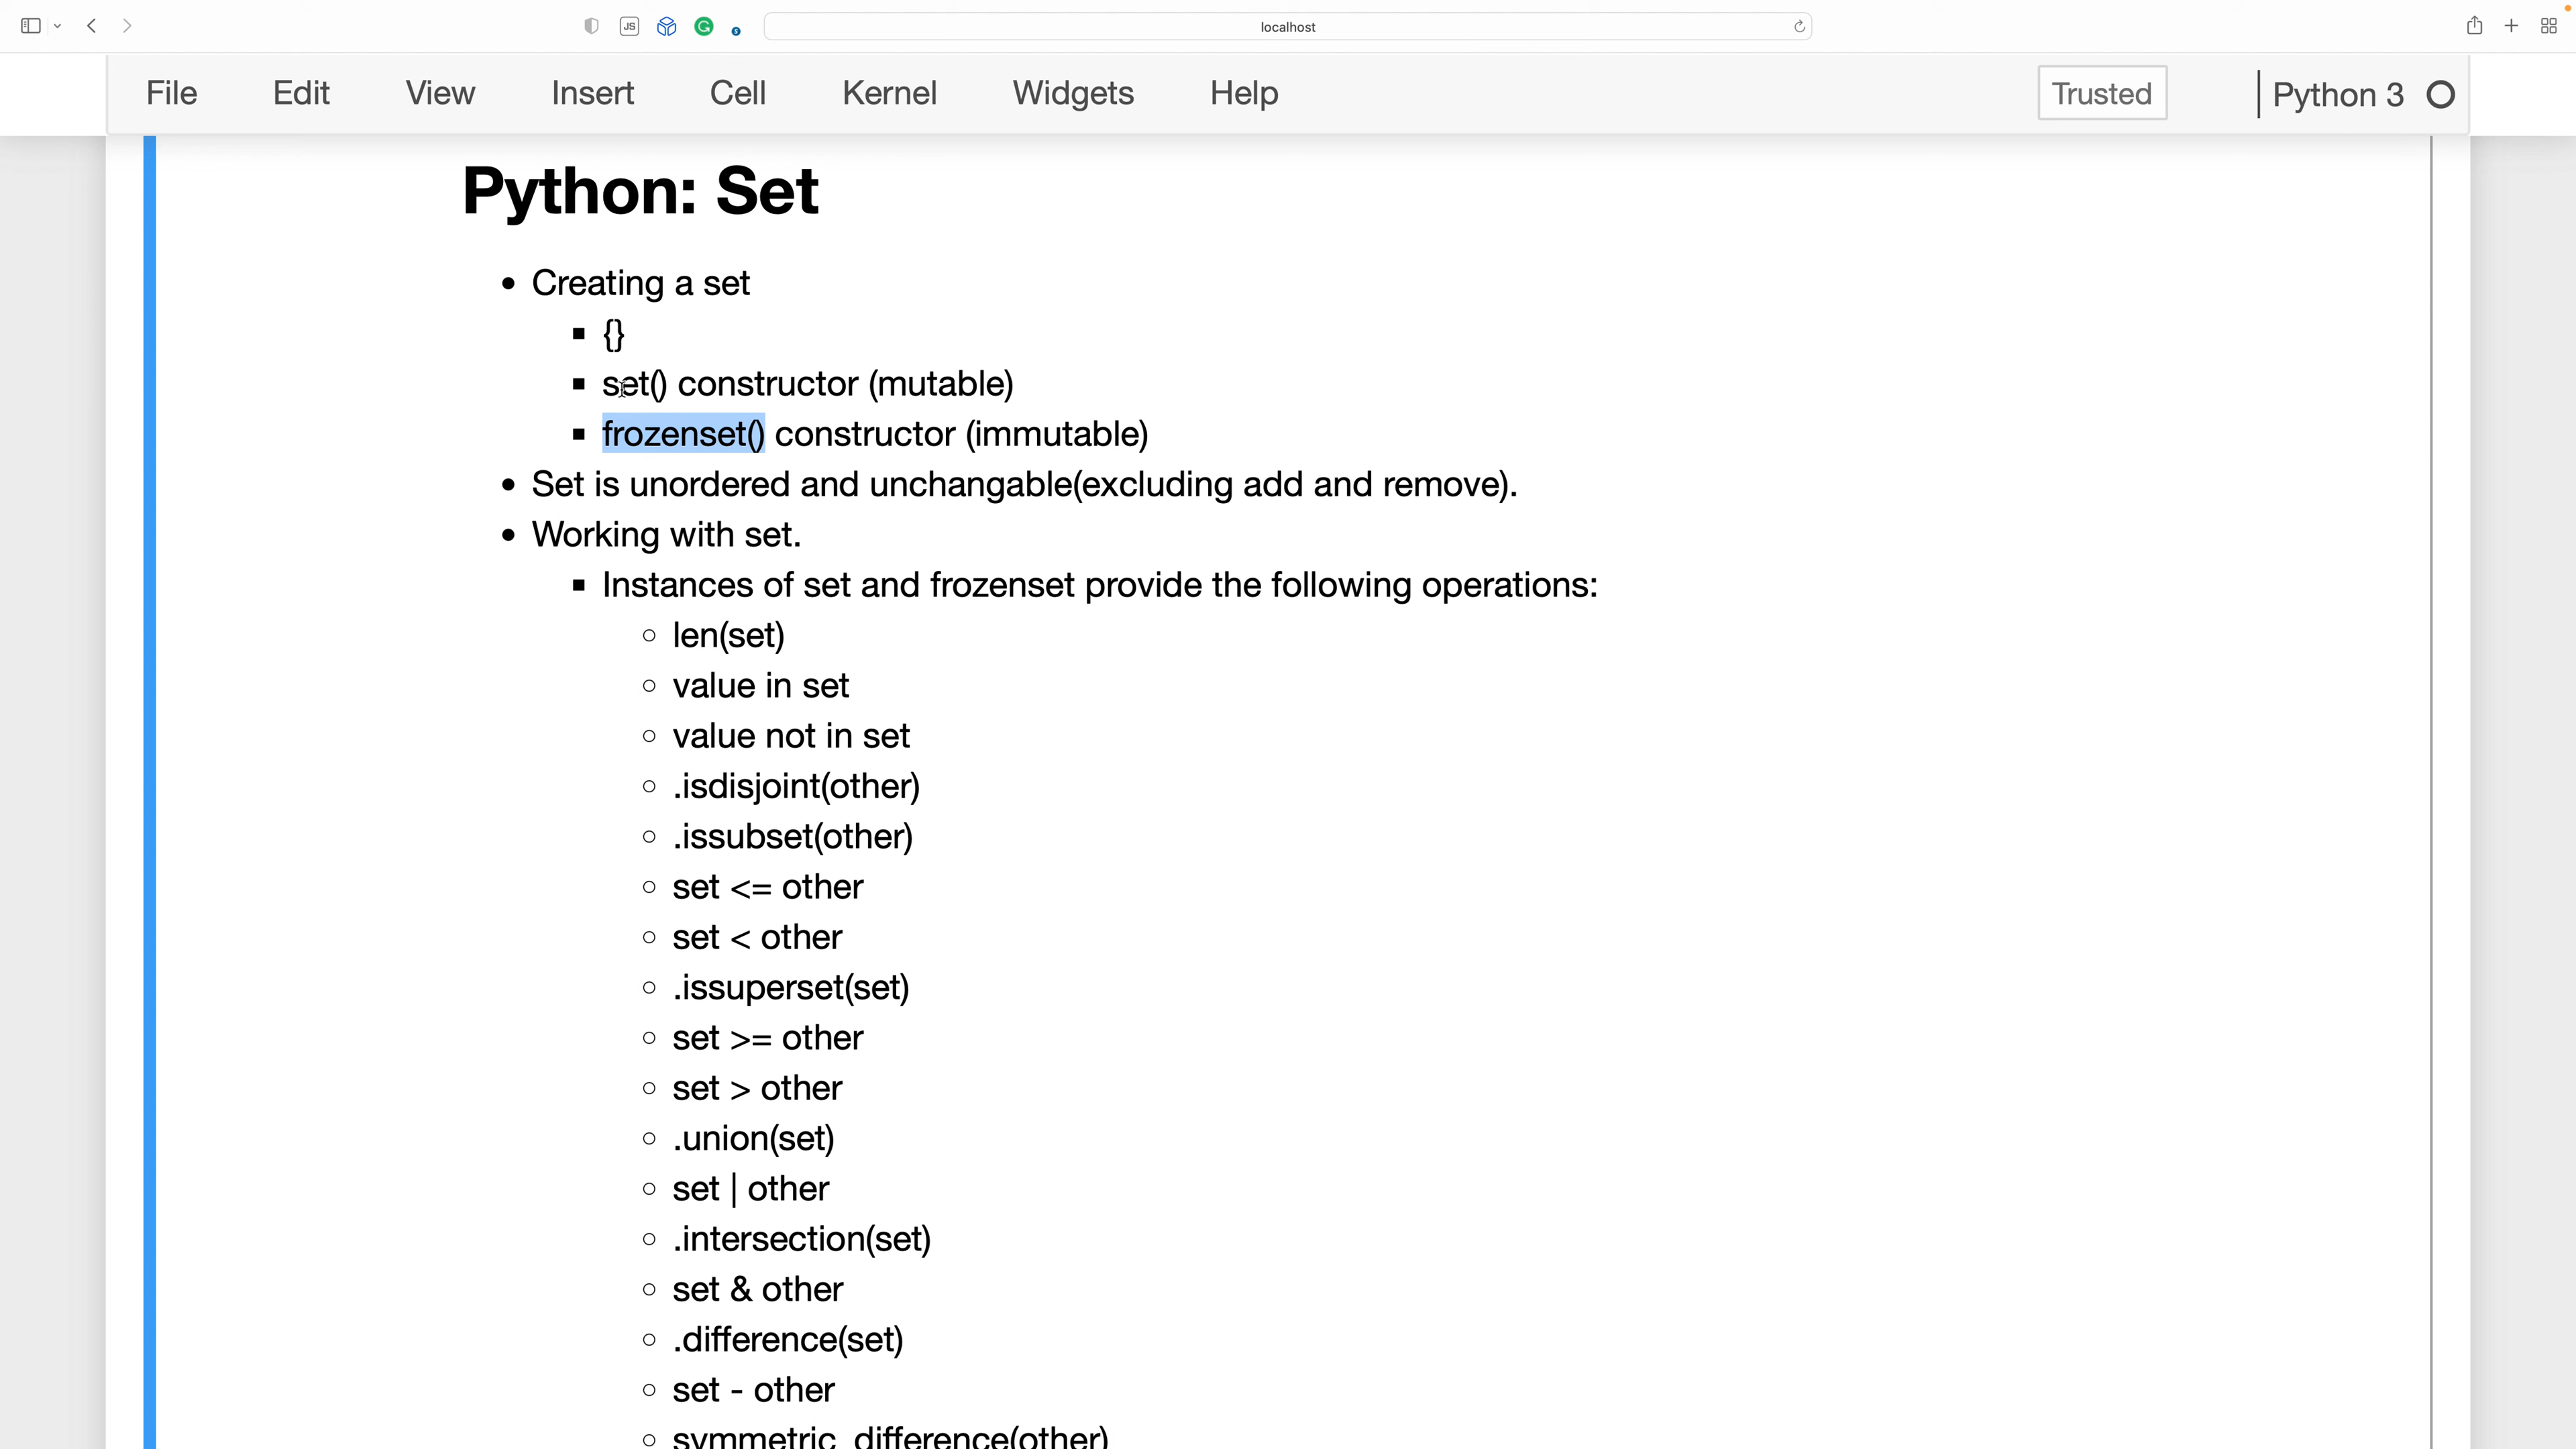 localhost
JS
File Edit View Insert Cell Kernel Widgets Help Trusted Python 3
Python: Set
Creating a set
{}
set() constructor (mutable)
frozenset() constructor (immutable)
Set is unordered and unchangable(excluding add and remove).
Working with set.
Instances of set and frozenset provide the following operations:
len(set)
value in set
value not in set
.isdisjoint(other)
.issubset(other)
set <= other
set < other
.issuperset(set)
set >= other
set > other
.union(set)
set | other
.intersection(set)
set & other
.difference(set)
set - other
symmetric_difference(other)